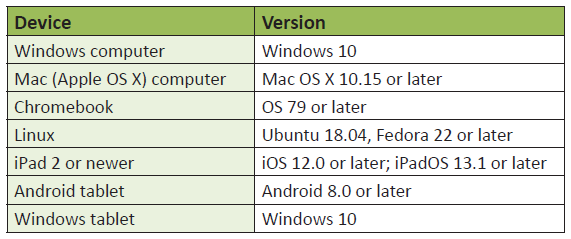 Device Version
Windows computer Windows 10
Mac (Apple OS X) computer Mac OS X 10.15 or later
Chromebook OS 79 or later
Linux Ubuntu 18.04, Fedora 22 or later
iPad 2 or newer iOS 12.0 or later; iPadOS 13.1 or later
Android tablet Android 8.0 or later
Windows tablet Windows 10